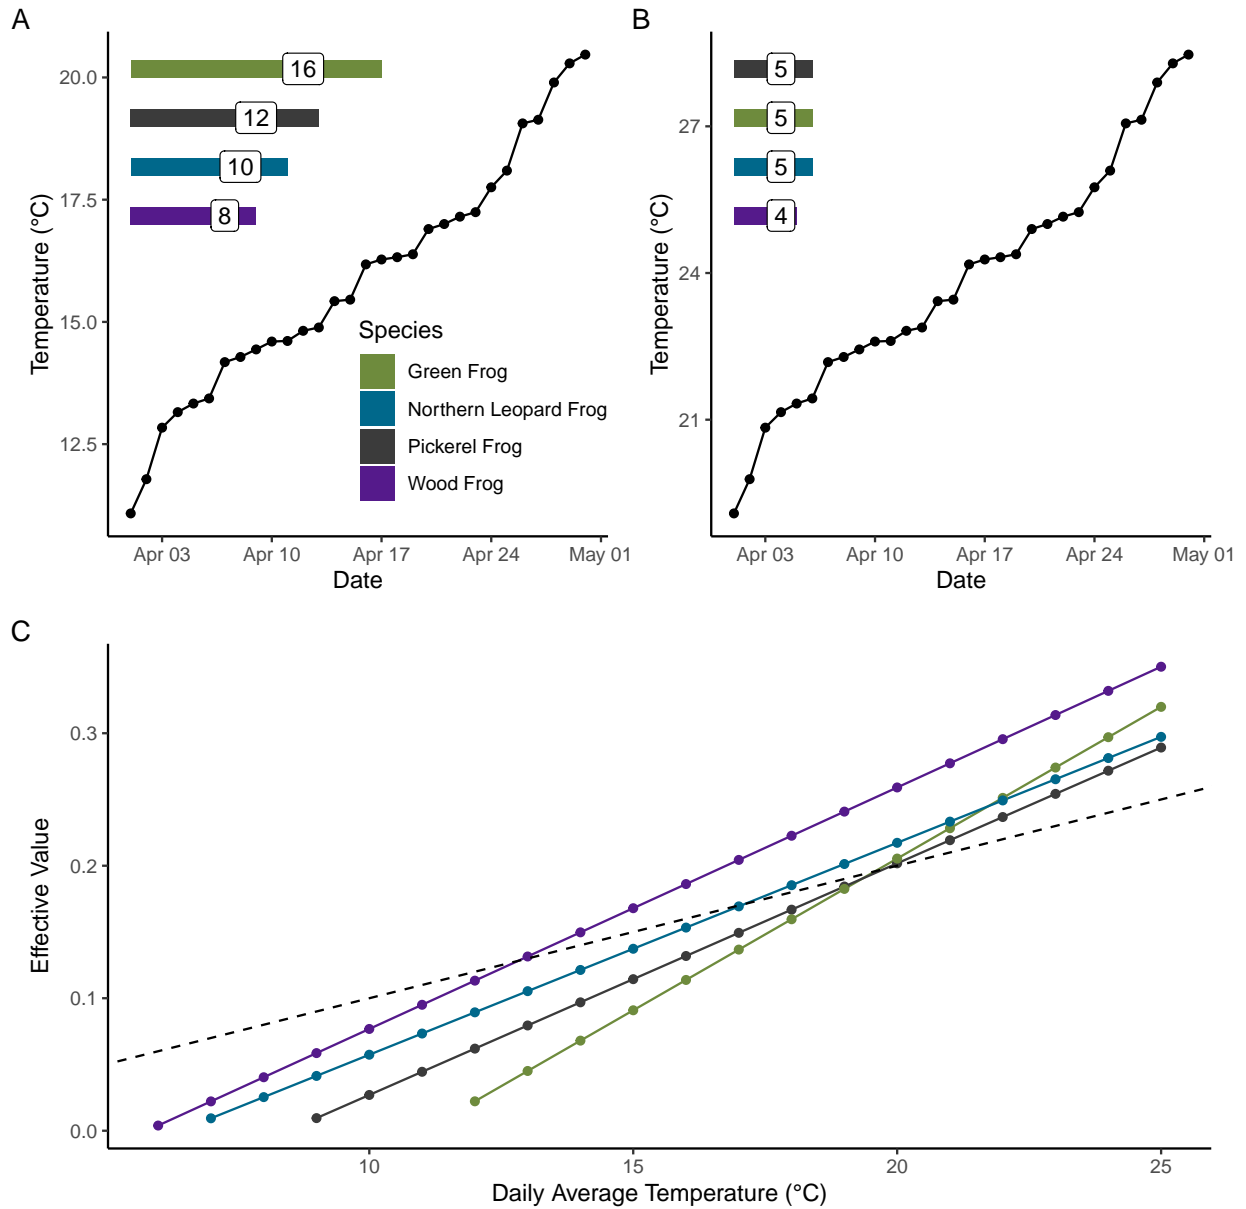 A
Temperature (°C)
20.0
17.5
15.0
12.5
16
12
10
8
Species
Green Frog
Northern Leopard Frog
Pickerel Frog
Wood Frog
Apr 03 Apr 10 Apr 17 Apr 24 May 01
Date
B
Temperature (°C)
27
24
21
5
5
5
4
Apr 03 Apr 10 Apr 17 Apr 24 May 01
Date
C
Effective Value
0.3
0.2
0.1
0.0
10 15 20 25
Daily Average Temperature (°C)